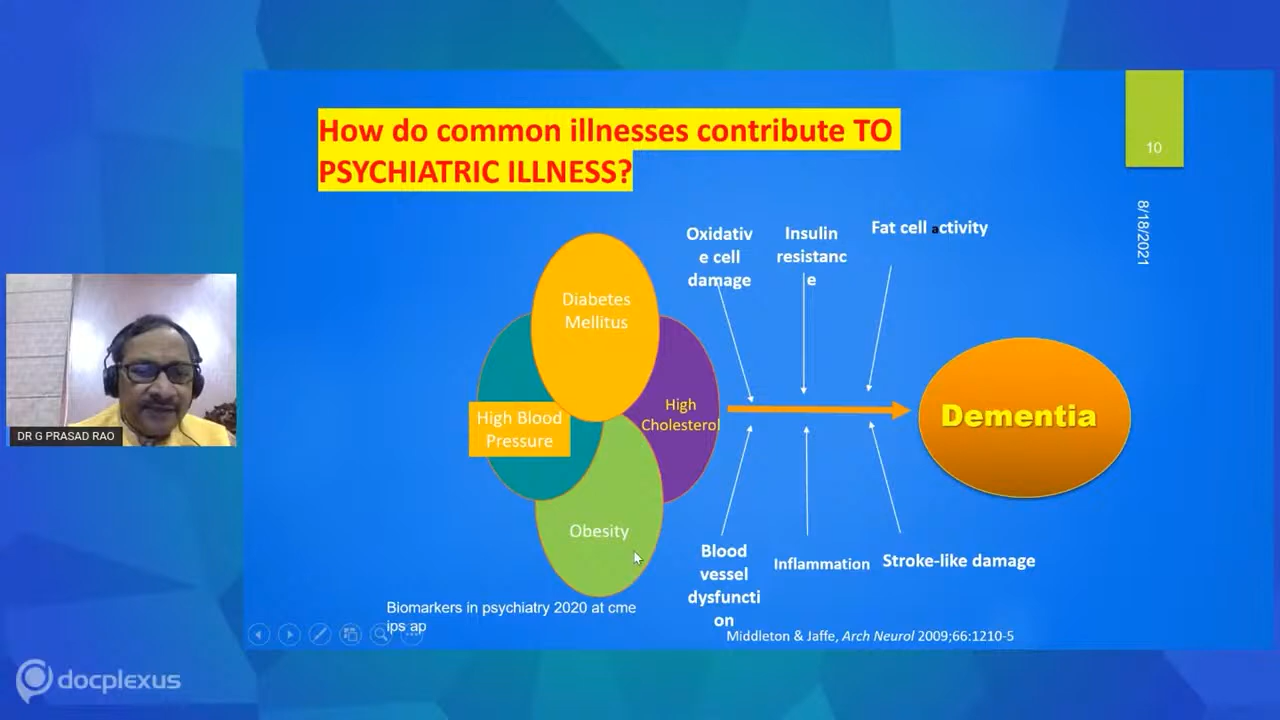 How do common illnesses contribute TO
PSYCHIATRIC ILLNESS?
10
8/18/2021
Diabetes
Mellitus
High Blood
Pressure
High
Cholesterol
Obesity
Oxidativ
e cell
damage
Insulin
resistanc
e
Fat cell activity
Dementia
Blood
vessel
dysfuncti
on
Inflammation
Stroke-like damage
Biomarkers in psychiatry 2020 at cme
ips ap
Middleton & Jaffe, Arch Neurol 2009;66:1210-5
DR G PRASAD RAO
docplexus